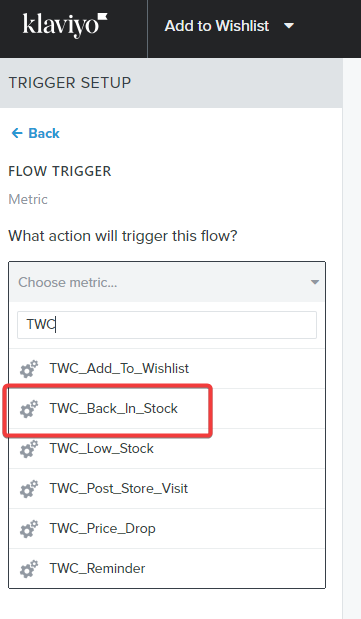 klaviyo
Add to Wishlist
TRIGGER SETUP
← Back
FLOW TRIGGER
Metric
What action will trigger this flow?
Choose metric...
TWC
TWC_Add_To_Wishlist
TWC_Back_In_Stock
TWC_Low_Stock
TWC_Post_Store_Visit
TWC_Price_Drop
TWC_Reminder